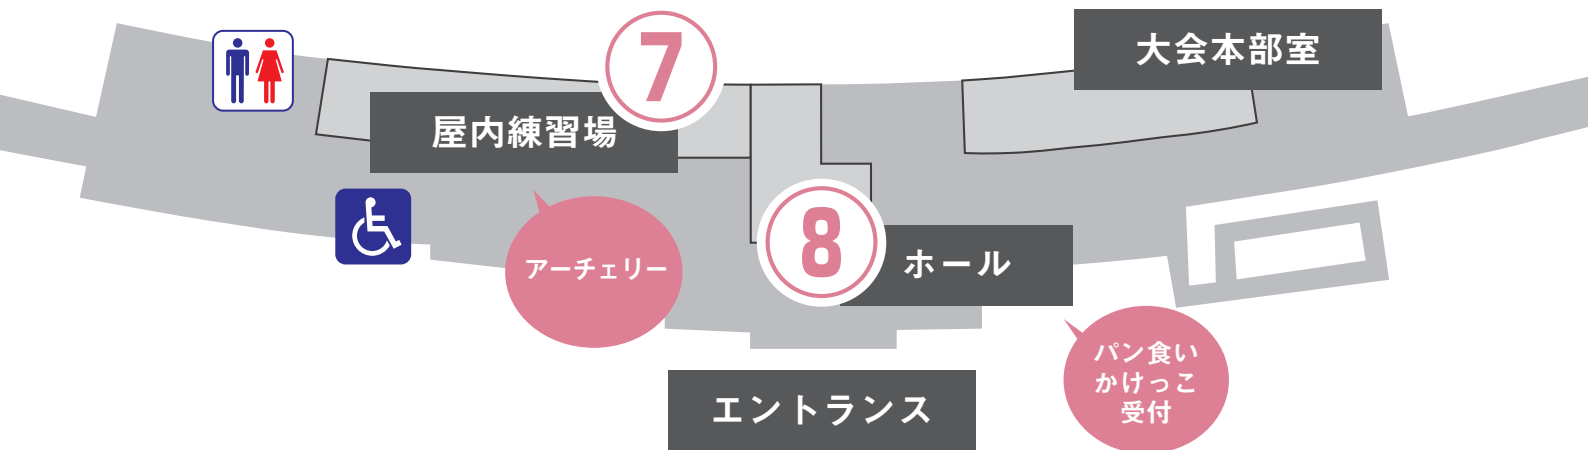 7
大会本部室
屋内練習場
アーチェリー
8
ホール
パン食い
かけっこ
受付
エントランス